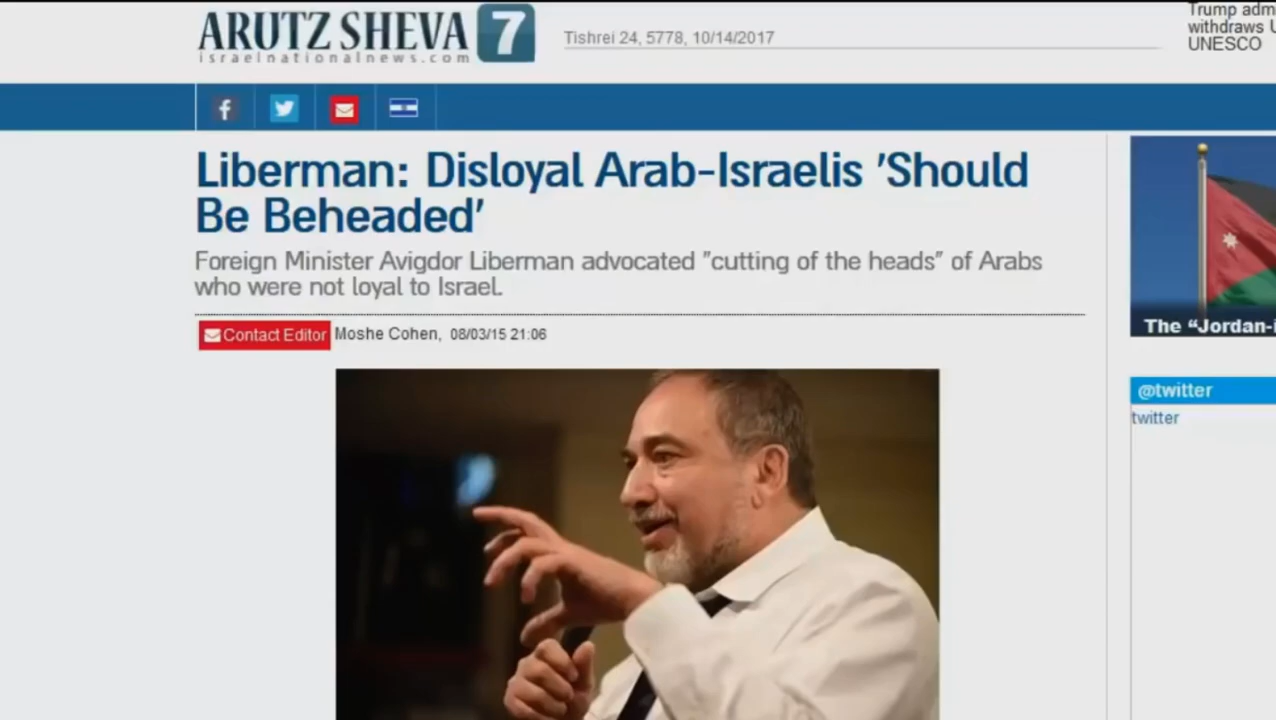 ARUTZ SHEVA 7
israelnationalnews.com
Tishrei 24, 5778, 10/14/2017
Trump adm
withdraws U
UNESCO
f
Liberman: Disloyal Arab-Israelis 'Should
Be Beheaded'
Foreign Minister Avigdor Liberman advocated "cutting of the heads" of Arabs
who were not loyal to Israel.
Contact Editor Moshe Cohen, 08/03/15 21:06
The “Jordan-i
@twitter
twitter